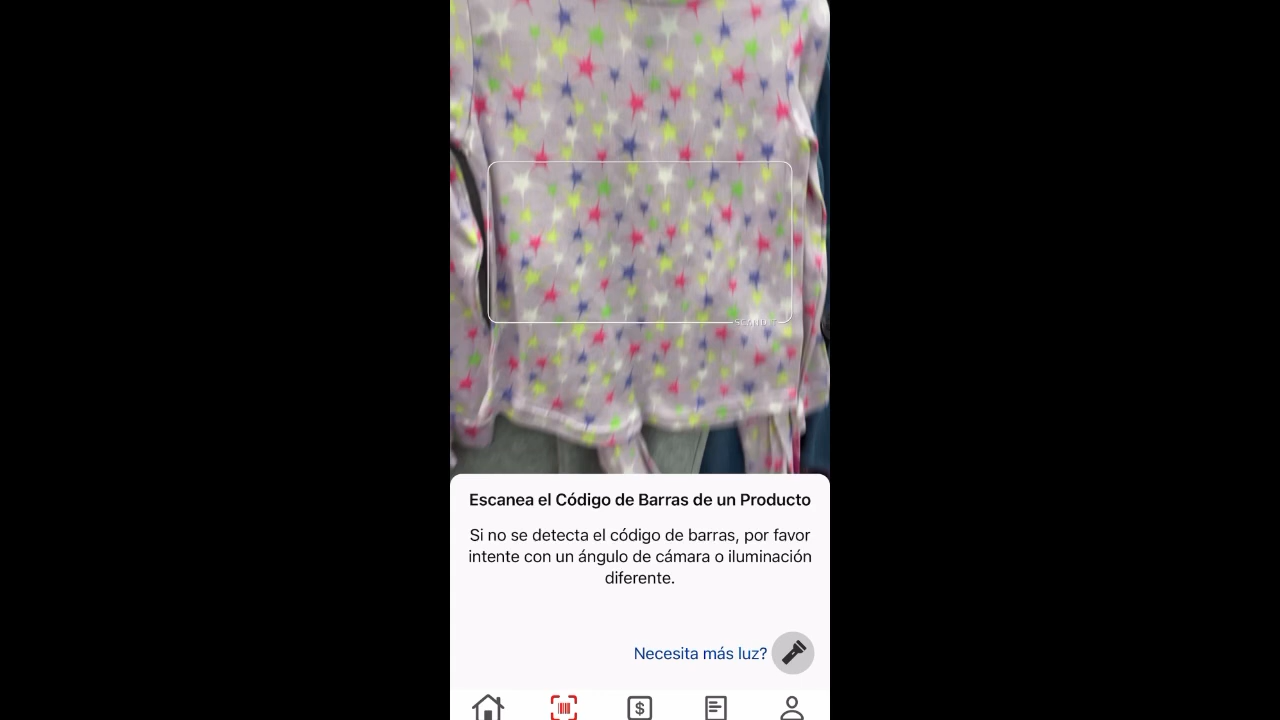 SCANDIT
Escanea el Código de Barras de un Producto
Si no se detecta el código de barras, por favor
intente con un ángulo de cámara o iluminación
diferente.
Necesita más luz?
$